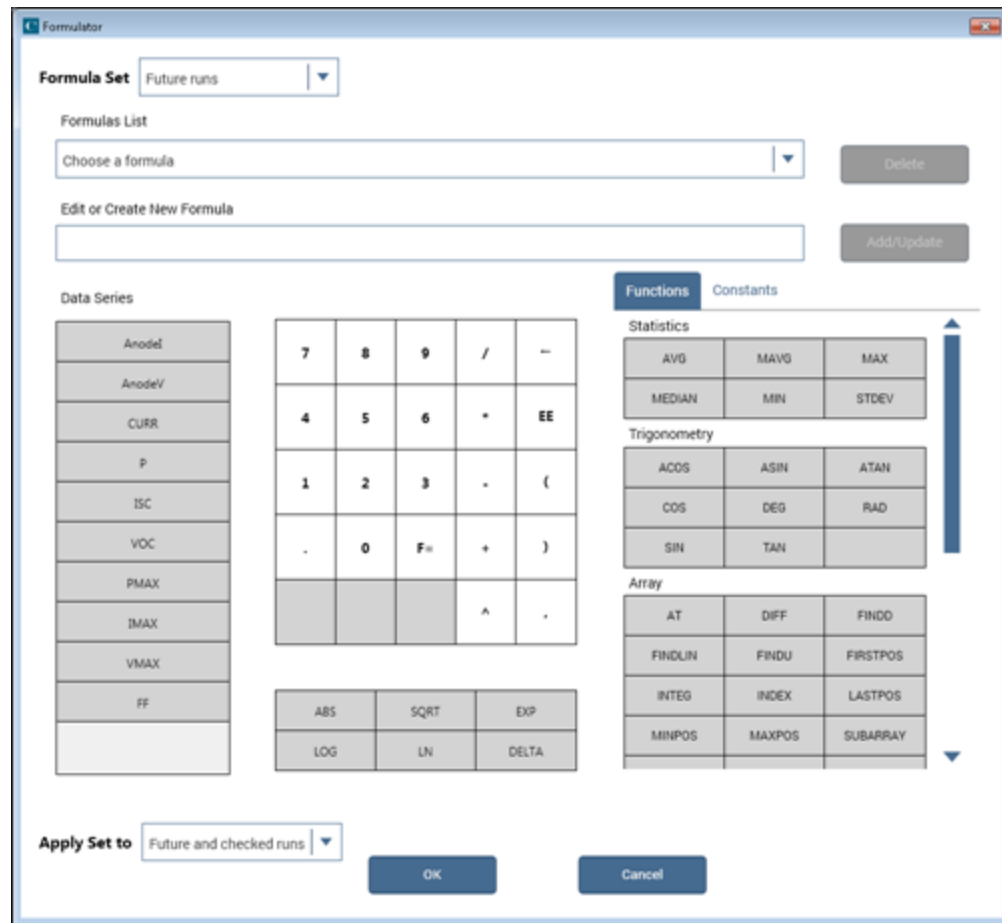 Formulator
Formula Set Future runs
Formulas List
Choose a formula
Delete
Edit or Create New Formula
Add/Update
Data Series
AnodeI
AnodeV
CURR
P
ISC
VOC
PMAX
IMAX
VMAX
FF
7 8 9 / ←
4 5 6 * EE
1 2 3 - (
. 0 F= + )
^ ,
ABS SQRT EXP
LOG LN DELTA
Functions Constants
Statistics
AVG MAVG MAX
MEDIAN MIN STDEV
Trigonometry
ACOS ASIN ATAN
COS DEG RAD
SIN TAN
Array
AT DIFF FINDD
FINDLIN FINDU FIRSTPOS
INTEG INDEX LASTPOS
MINPOS MAXPOS SUBARRAY
Apply Set to Future and checked runs
OK Cancel